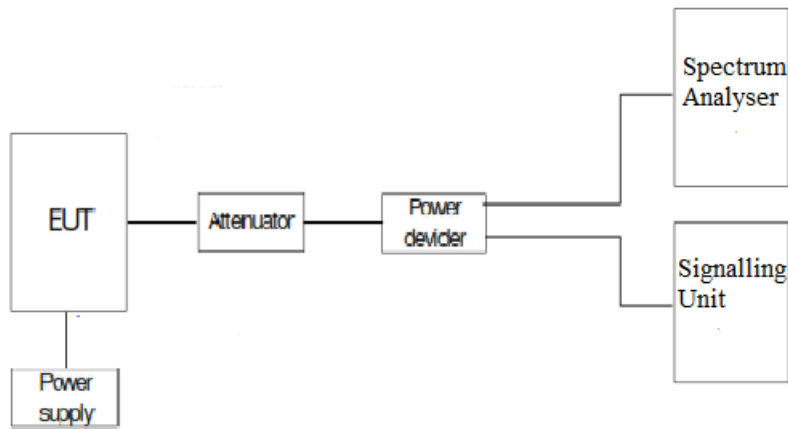 Spectrum
Analyser
EUT
Attenuator
Power
devider
Signalling
Unit
Power
supply